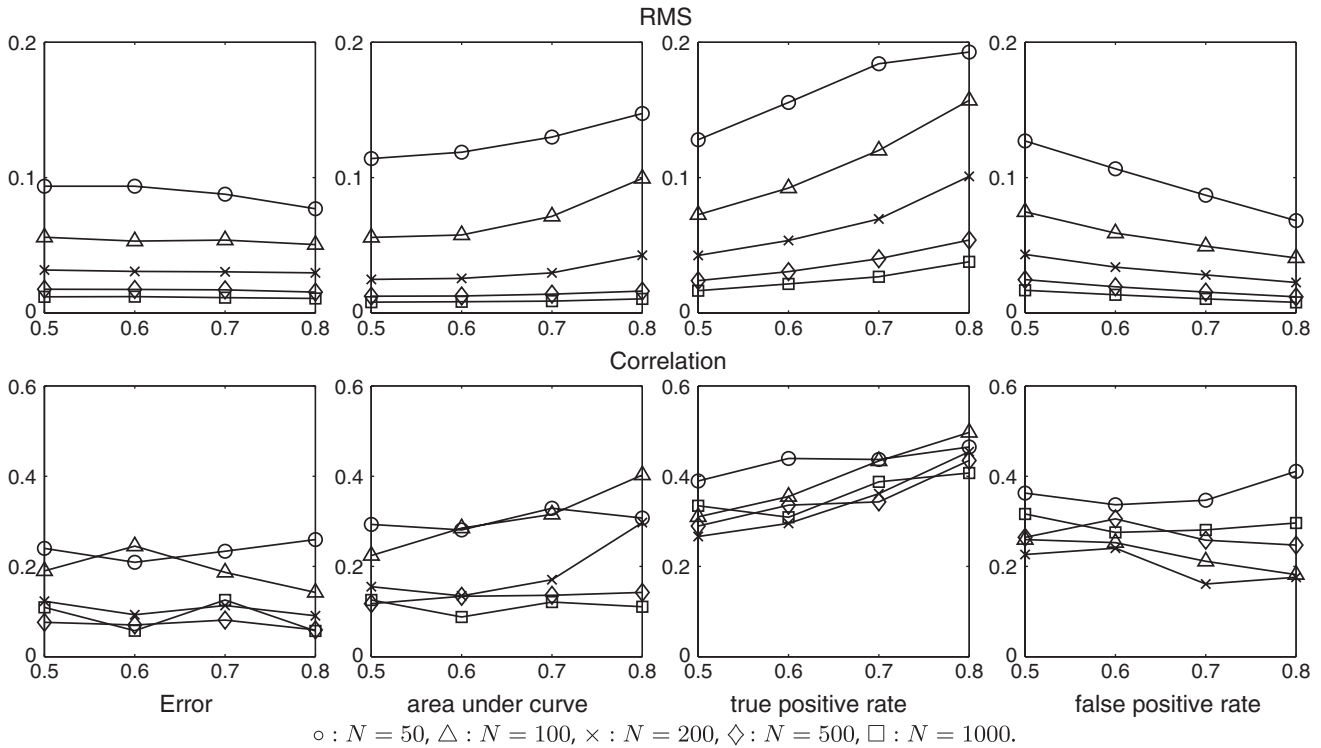 RMS
0.2 0.2 0.2 0.2
0.1 0.1 0.1 0.1
0 0 0 0
0.5 0.6 0.7 0.8 0.5 0.6 0.7 0.8 0.5 0.6 0.7 0.8 0.5 0.6 0.7 0.8
Correlation
0.6 0.6 0.6 0.6
0.4 0.4 0.4 0.4
0.2 0.2 0.2 0.2
0 0 0 0
0.5 0.6 0.7 0.8 0.5 0.6 0.7 0.8 0.5 0.6 0.7 0.8 0.5 0.6 0.7 0.8
Error area under curve true positive rate false positive rate
○ : N = 50, △ : N = 100, × : N = 200, ◇ : N = 500, □ : N = 1000.